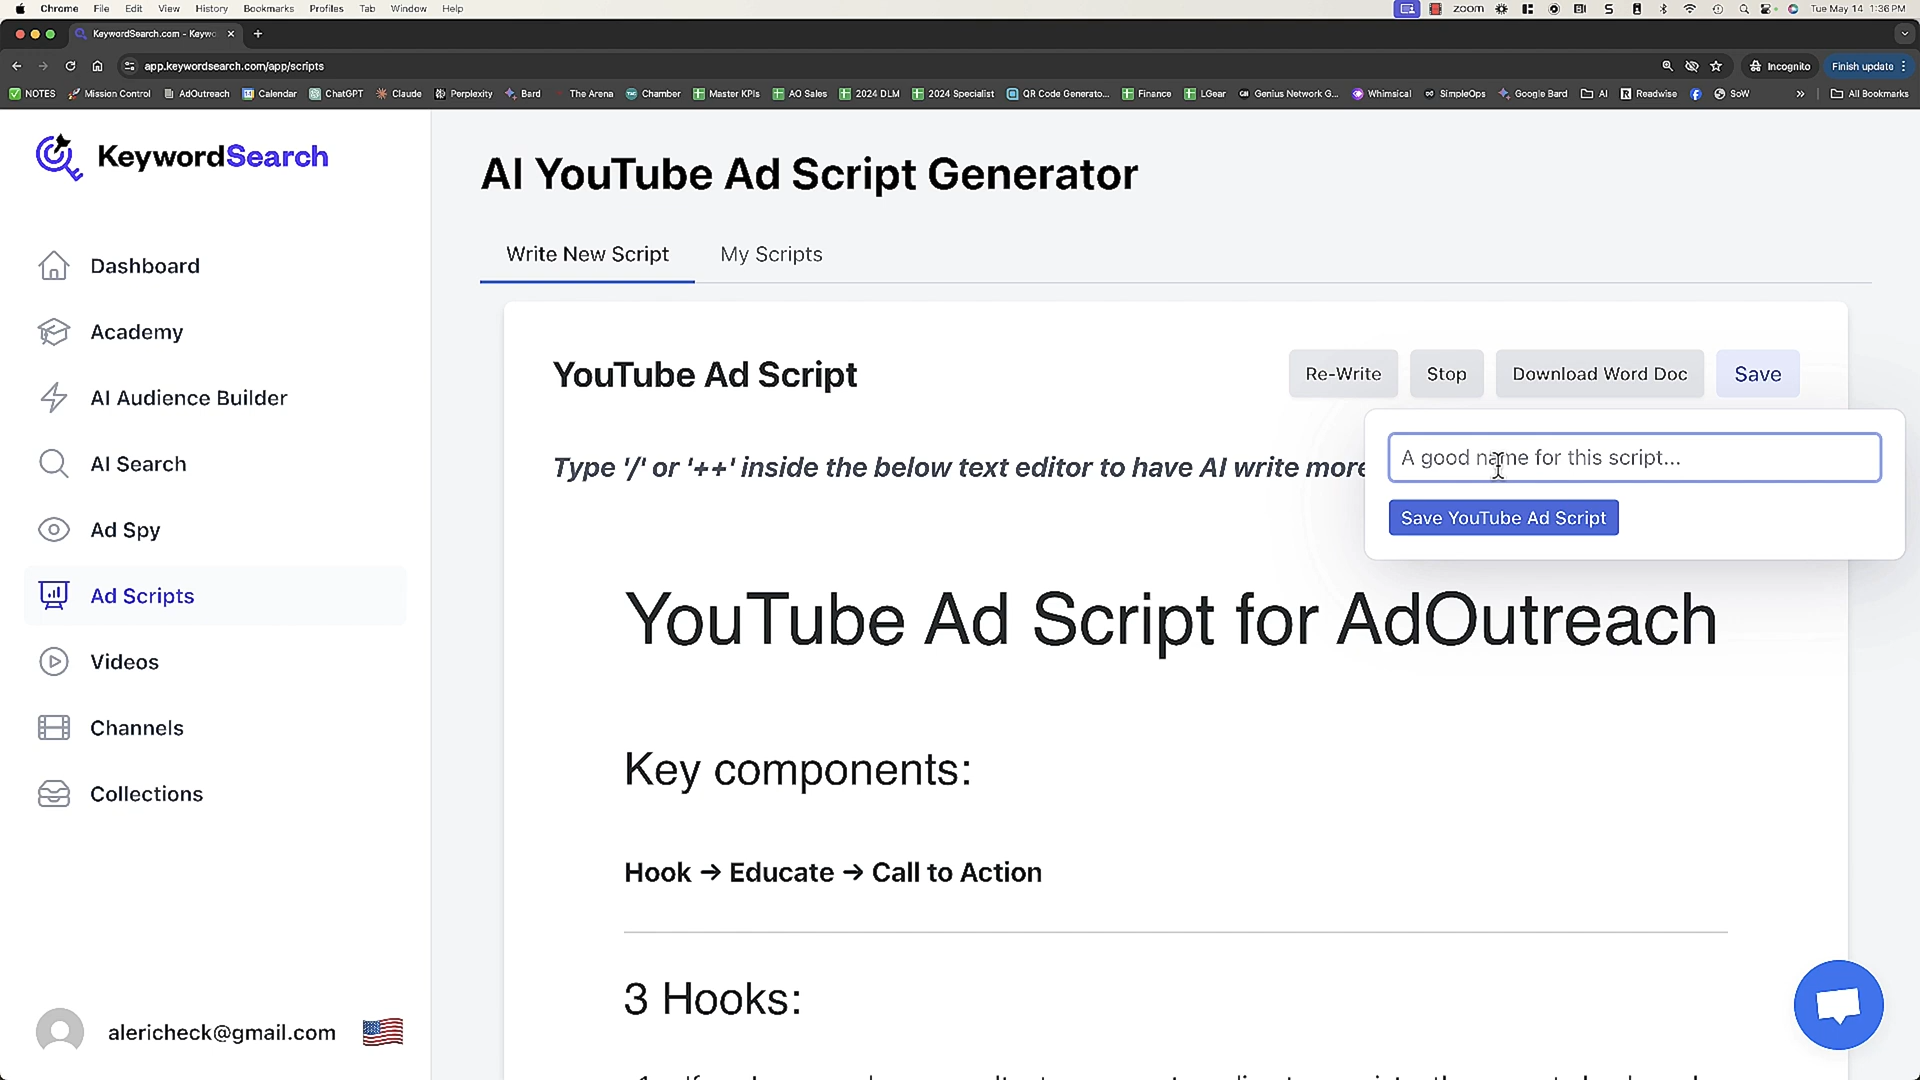 Chrome File Edit View History Bookmarks Profiles Tab Window Help
zoom
Tue May 14 1:36 PM
KeywordSearch.com - Keywo
app.keywordsearch.com/app/scripts
Incognito
Finish update
NOTES Mission Control AdOutreach Calendar ChatGPT Claude Perplexity Bard The Arena Chamber Master KPIs AO Sales 2024 DLM 2024 Specialist QR Code Generato... Finance LGear Genius Network G... Whimsical SimpleOps Google Bard AI Readwise SoW » All Bookmarks
KeywordSearch
Dashboard
Academy
AI Audience Builder
AI Search
Ad Spy
Ad Scripts
Videos
Channels
Collections
alericheck@gmail.com
AI YouTube Ad Script Generator
Write New Script My Scripts
YouTube Ad Script
Re-Write Stop Download Word Doc Save
A good name for this script...
Save YouTube Ad Script
Type '/' or '++' inside the below text editor to have AI write more
YouTube Ad Script for AdOutreach
Key components:
Hook → Educate → Call to Action
3 Hooks: